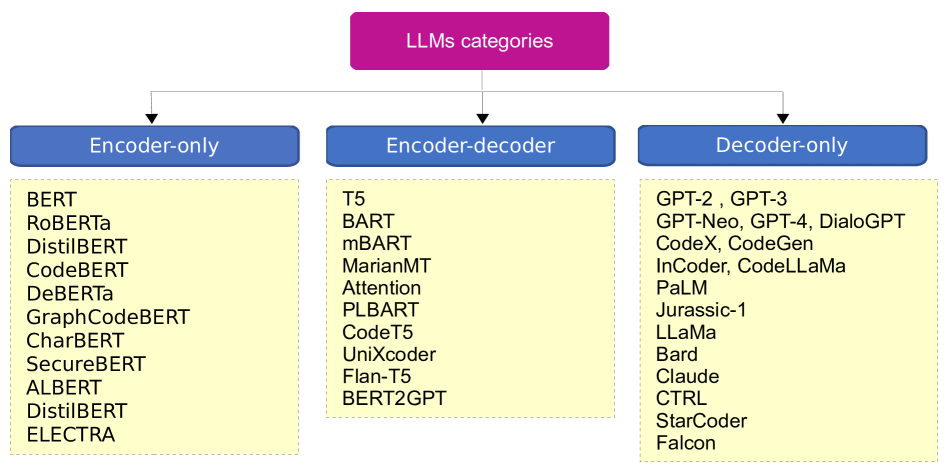 LLMs categories
Encoder-only
BERT
RoBERTa
DistilBERT
CodeBERT
DeBERTa
GraphCodeBERT
CharBERT
SecureBERT
ALBERT
DistilBERT
ELECTRA
Encoder-decoder
T5
BART
mBART
MarianMT
Attention
PLBART
CodeT5
UniXcoder
Flan-T5
BERT2GPT
Decoder-only
GPT-2 , GPT-3
GPT-Neo, GPT-4, DialoGPT
CodeX, CodeGen
InCoder, CodeLLaMa
PaLM
Jurassic-1
LLaMa
Bard
Claude
CTRL
StarCoder
Falcon